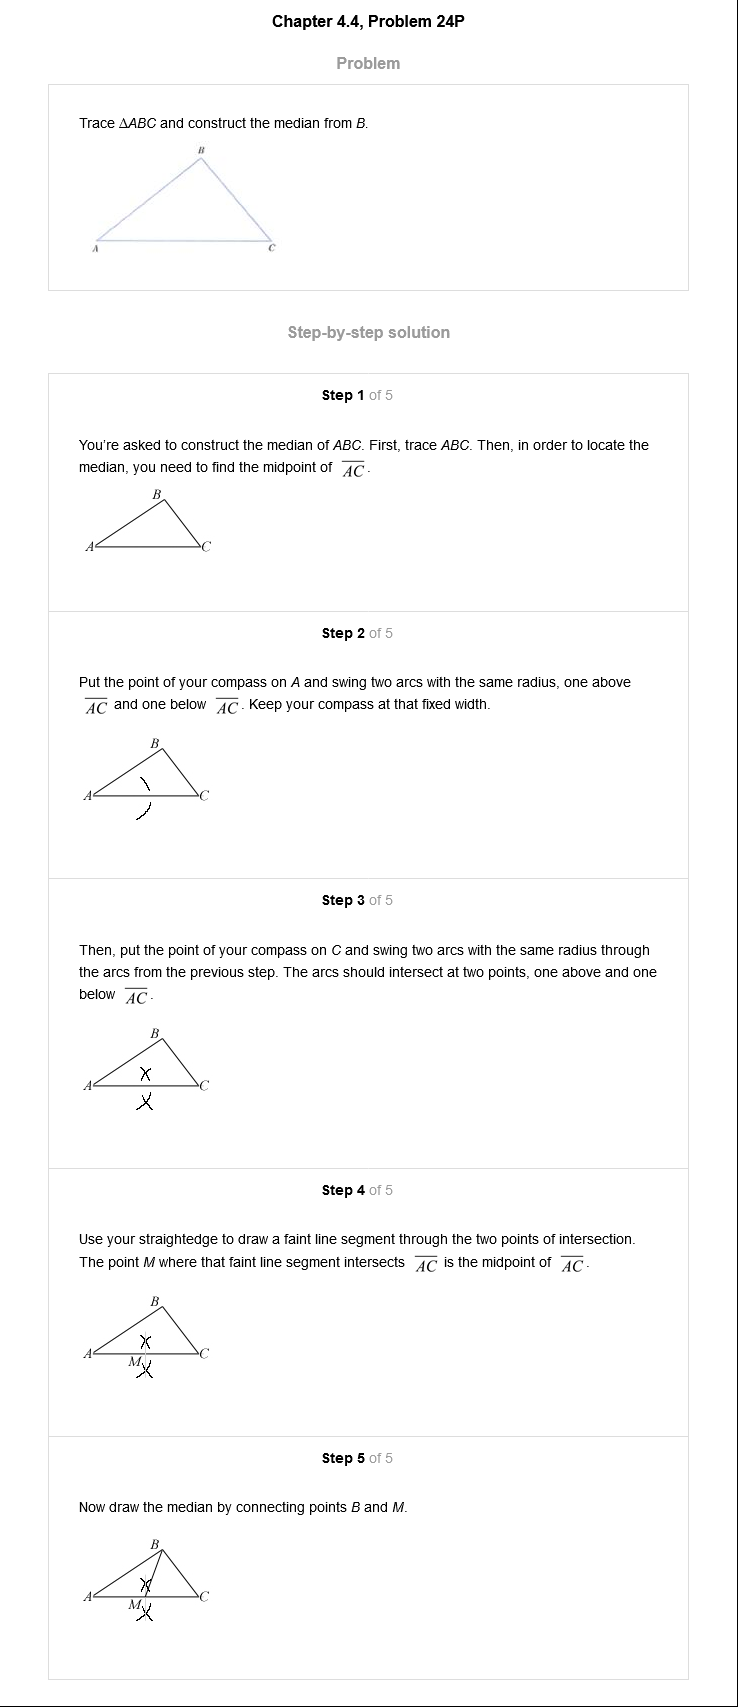 Chapter 4.4, Problem 24P
Problem
Trace ΔABC and construct the median from B.
B
A
C
Step-by-step solution
Step 1 of 5
You're asked to construct the median of ABC. First, trace ABC. Then, in order to locate the
median, you need to find the midpoint of AC.
B
A
C
Step 2 of 5
Put the point of your compass on A and swing two arcs with the same radius, one above
AC and one below AC. Keep your compass at that fixed width.
B
A
C
Step 3 of 5
Then, put the point of your compass on C and swing two arcs with the same radius through
the arcs from the previous step. The arcs should intersect at two points, one above and one
below AC.
B
A
C
Step 4 of 5
Use your straightedge to draw a faint line segment through the two points of intersection.
The point M where that faint line segment intersects AC is the midpoint of AC.
B
A
C
M
Step 5 of 5
Now draw the median by connecting points B and M.
B
A
C
M